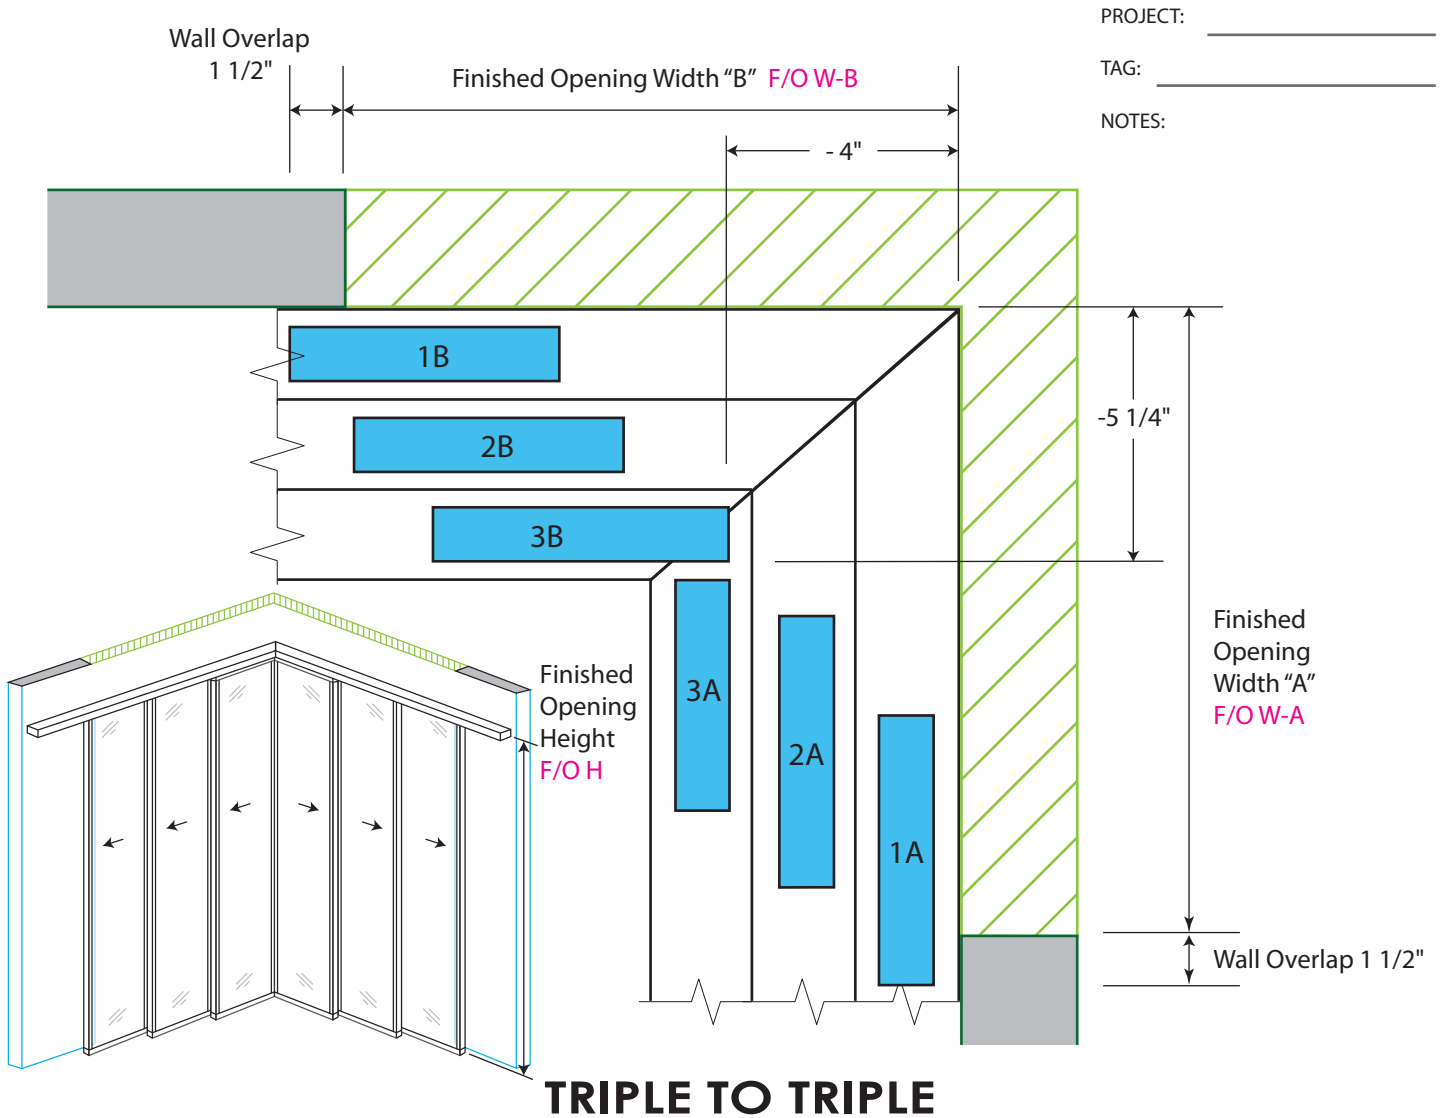 PROJECT:
TAG:
NOTES:
Wall Overlap
1 1/2"
Finished Opening Width “B” F/O W-B
- 4"
1B
2B
3B
-5 1/4"
3A
2A
1A
Finished
Opening
Width “A”
F/O W-A
Finished
Opening
Height
F/O H
Wall Overlap 1 1/2"
TRIPLE TO TRIPLE